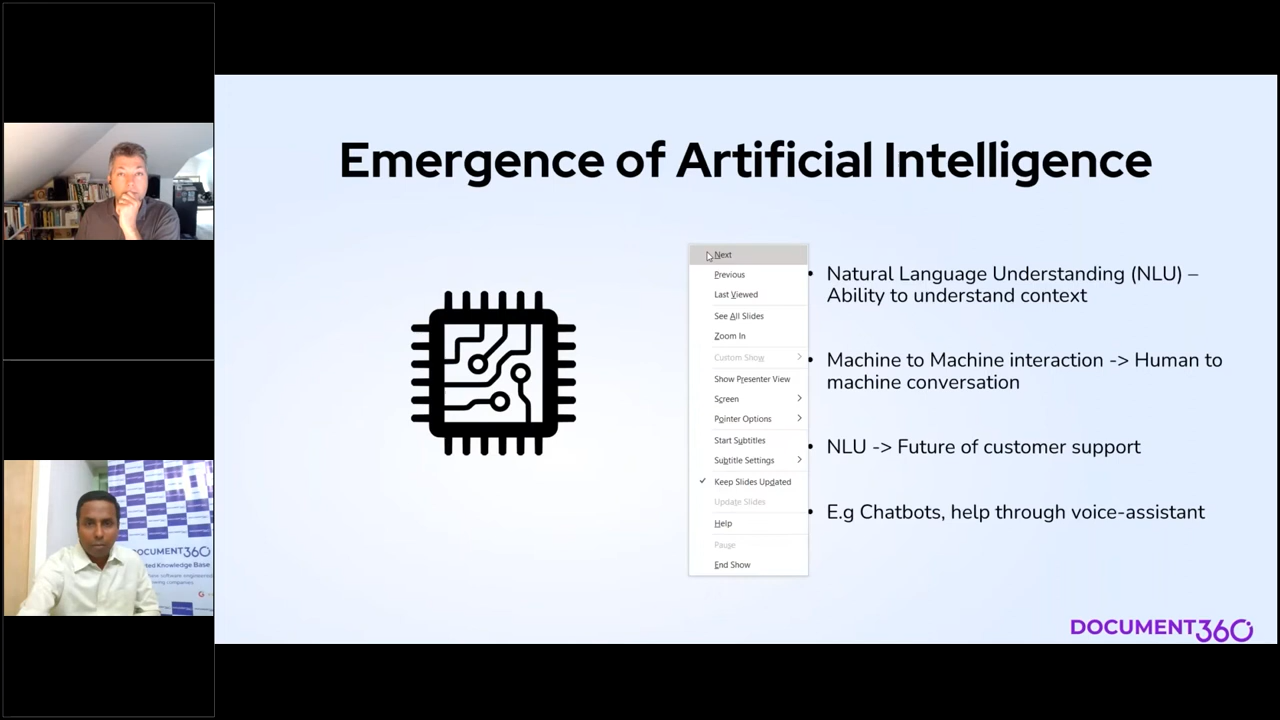 Emergence of Artificial Intelligence
Next
Previous
Last Viewed
See All Slides
Zoom In
Custom Show
Show Presenter View
Screen
Pointer Options
Start Subtitles
Subtitle Settings
Keep Slides Updated
Update Slides
Help
Pause
End Show
Natural Language Understanding (NLU) –
Ability to understand context
Machine to Machine interaction -> Human to
machine conversation
NLU -> Future of customer support
E.g Chatbots, help through voice-assistant
DOCUMENT360
DOCUMENT360
Knowledge Base